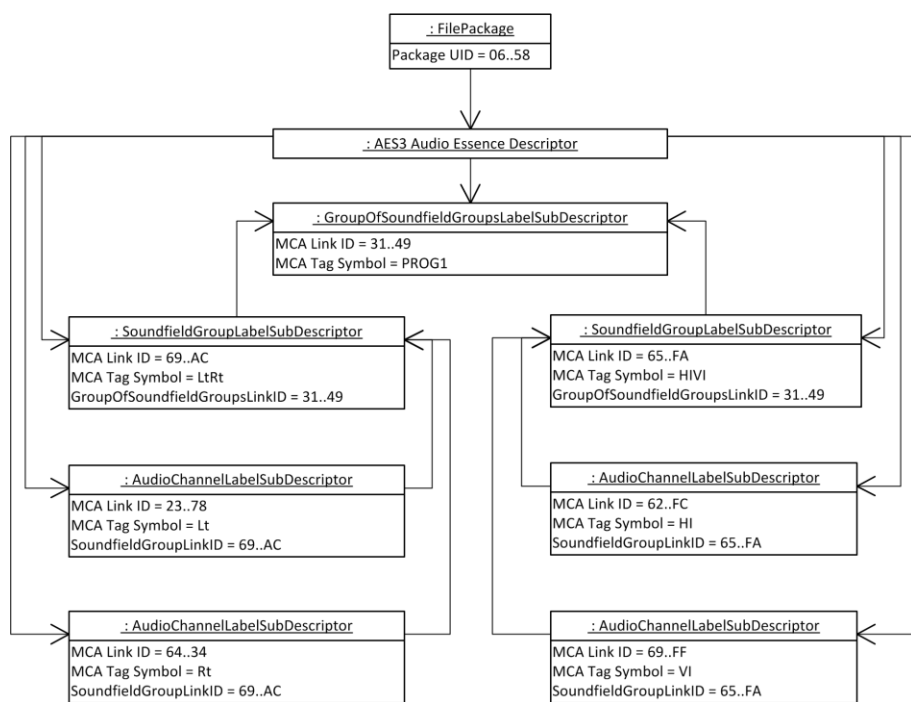 : FilePackage
Package UID = 06..58
: AES3 Audio Essence Descriptor
: GroupOfSoundfieldGroupsLabelSubDescriptor
MCA Link ID = 31..49
MCA Tag Symbol = PROG1
: SoundfieldGroupLabelSubDescriptor
MCA Link ID = 69..AC
MCA Tag Symbol = LtRt
GroupOfSoundfieldGroupsLinkID = 31..49
: SoundfieldGroupLabelSubDescriptor
MCA Link ID = 65..FA
MCA Tag Symbol = HIVI
GroupOfSoundfieldGroupsLinkID = 31..49
: AudioChannelLabelSubDescriptor
MCA Link ID = 23..78
MCA Tag Symbol = Lt
SoundfieldGroupLinkID = 69..AC
: AudioChannelLabelSubDescriptor
MCA Link ID = 62..FC
MCA Tag Symbol = HI
SoundfieldGroupLinkID = 65..FA
: AudioChannelLabelSubDescriptor
MCA Link ID = 64..34
MCA Tag Symbol = Rt
SoundfieldGroupLinkID = 69..AC
: AudioChannelLabelSubDescriptor
MCA Link ID = 69..FF
MCA Tag Symbol = VI
SoundfieldGroupLinkID = 65..FA